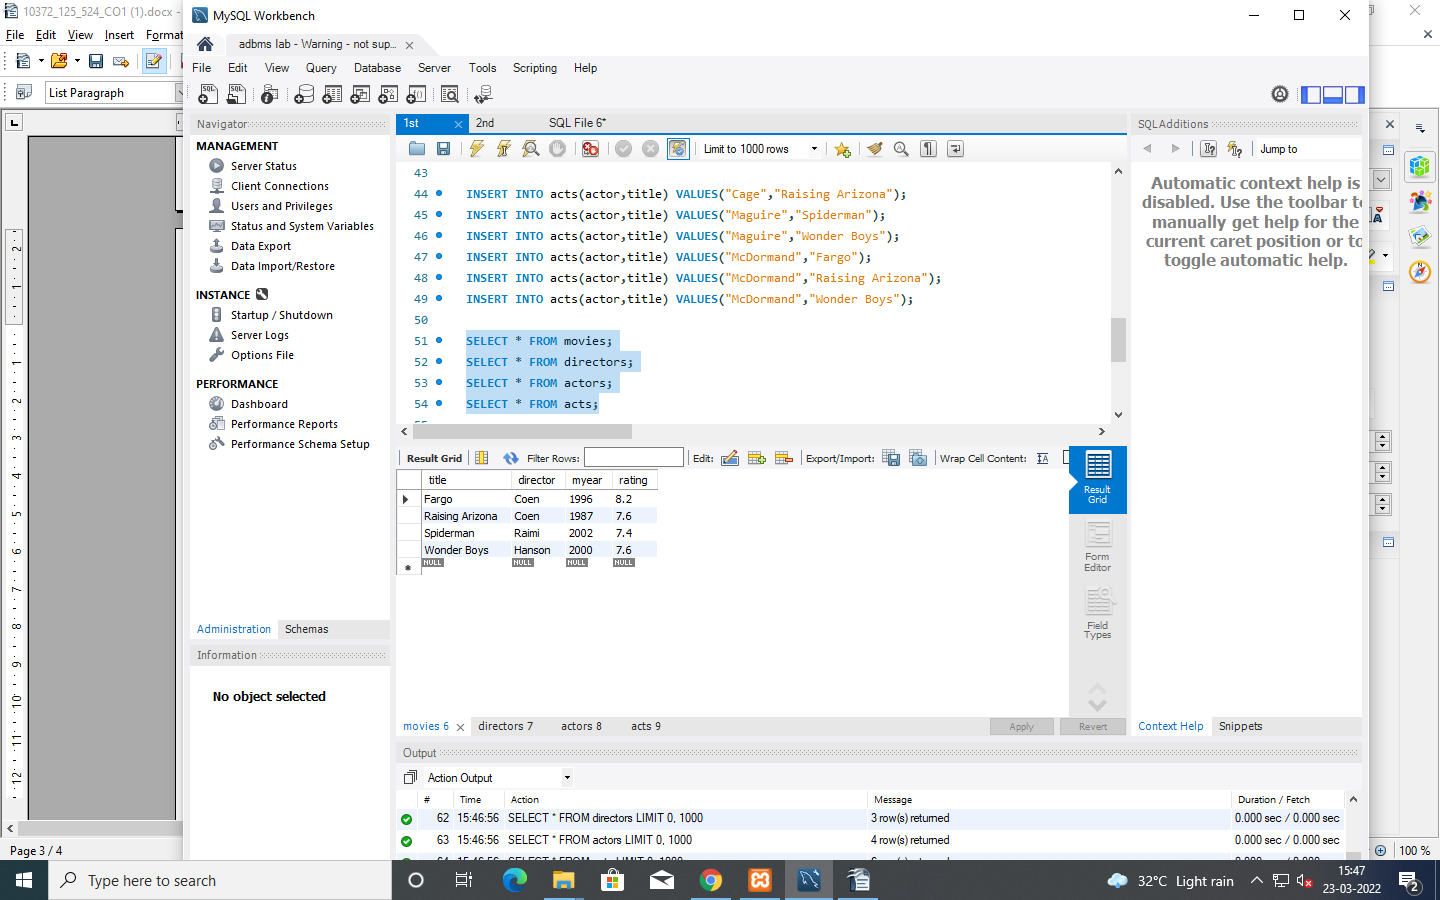 10372_125_524_CO1 (1).docx -
MySQL Workbench
adbms lab - Warning - not sup...
File Edit View Insert Format
File Edit View Query Database Server Tools Scripting Help
List Paragraph
Navigator
MANAGEMENT
Server Status
Client Connections
Users and Privileges
Status and System Variables
Data Export
Data Import/Restore
INSTANCE
Startup / Shutdown
Server Logs
Options File
PERFORMANCE
Dashboard
Performance Reports
Performance Schema Setup
Administration Schemas
Information
No object selected
1st 2nd SQL File 6*
Limit to 1000 rows
43
44 INSERT INTO acts(actor,title) VALUES("Cage","Raising Arizona");
45 INSERT INTO acts(actor,title) VALUES("Maguire","Spiderman");
46 INSERT INTO acts(actor,title) VALUES("Maguire","Wonder Boys");
47 INSERT INTO acts(actor,title) VALUES("McDormand","Fargo");
48 INSERT INTO acts(actor,title) VALUES("McDormand","Raising Arizona");
49 INSERT INTO acts(actor,title) VALUES("McDormand","Wonder Boys");
50
51 SELECT * FROM movies;
52 SELECT * FROM directors;
53 SELECT * FROM actors;
54 SELECT * FROM acts;
Result Grid Filter Rows: Edit: Export/Import: Wrap Cell Content:
title director myear rating
Fargo Coen 1996 8.2
Raising Arizona Coen 1987 7.6
Spiderman Raimi 2002 7.4
Wonder Boys Hanson 2000 7.6
NULL NULL NULL NULL
Result
Grid
Form
Editor
Field
Types
movies 6 directors 7 actors 8 acts 9 Apply Revert
SQLAdditions
Jump to
Automatic context help is
disabled. Use the toolbar to
manually get help for the
current caret position or to
toggle automatic help.
Context Help Snippets
Output
Action Output
# Time Action Message Duration / Fetch
62 15:46:56 SELECT * FROM directors LIMIT 0, 1000 3 row(s) returned 0.000 sec / 0.000 sec
63 15:46:56 SELECT * FROM actors LIMIT 0, 1000 4 row(s) returned 0.000 sec / 0.000 sec
Page 3 / 4
100 %
Type here to search
32°C Light rain
15:47
23-03-2022
2